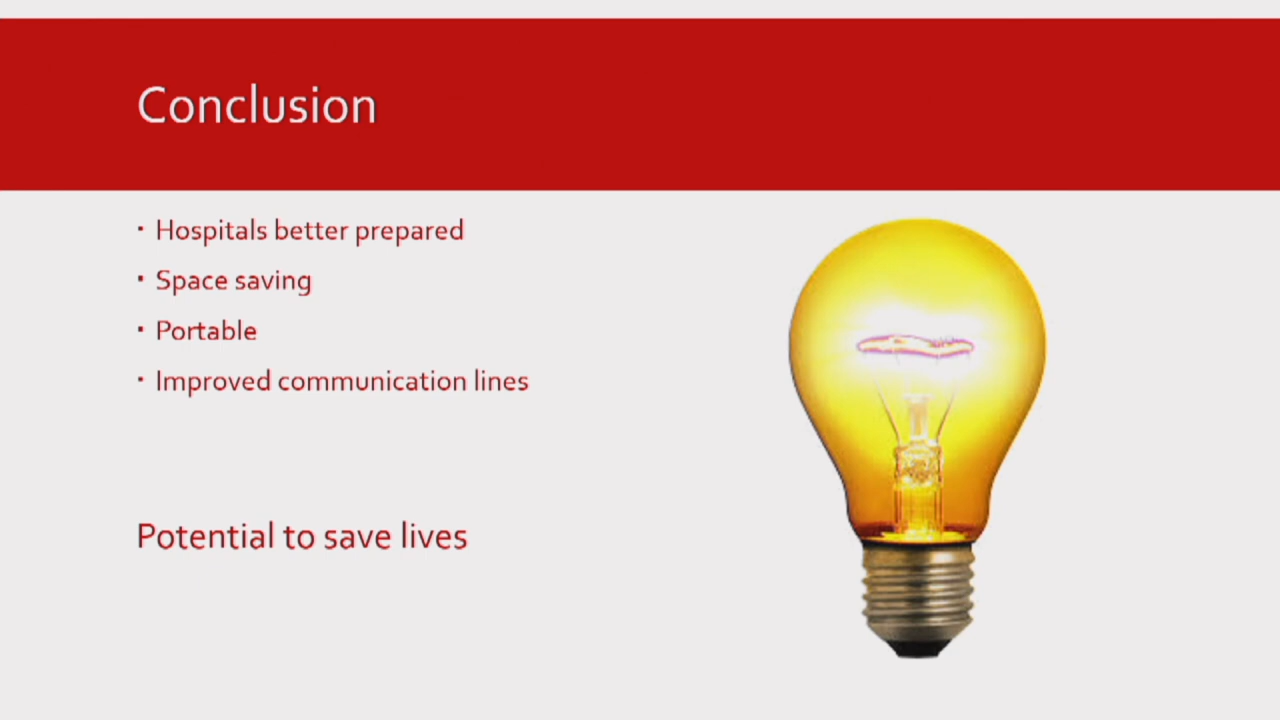 Conclusion
· Hospitals better prepared
· Space saving
· Portable
· Improved communication lines
Potential to save lives